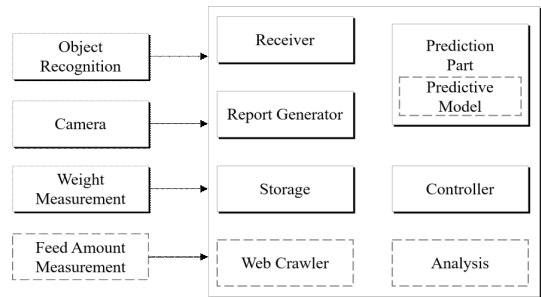 Object
Recognition
Camera
Weight
Measurement
Feed Amount
Measurement
Receiver
Report Generator
Storage
Web Crawler
Prediction
Part
Predictive
Model
Controller
Analysis